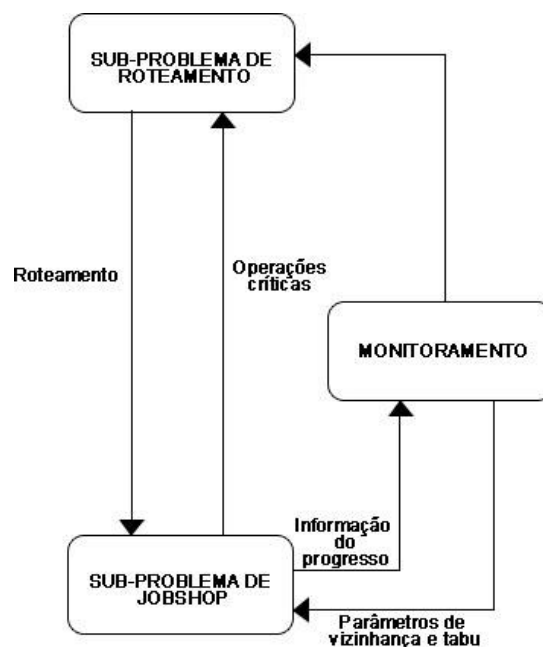 SUB-PROBLEMA DE
ROTEAMENTO
Roteamento
Operações
críticas
MONITORAMENTO
Informação
do
progresso
SUB-PROBLEMA DE
JOBSHOP
Parâmetros de
vizinhança e tabu